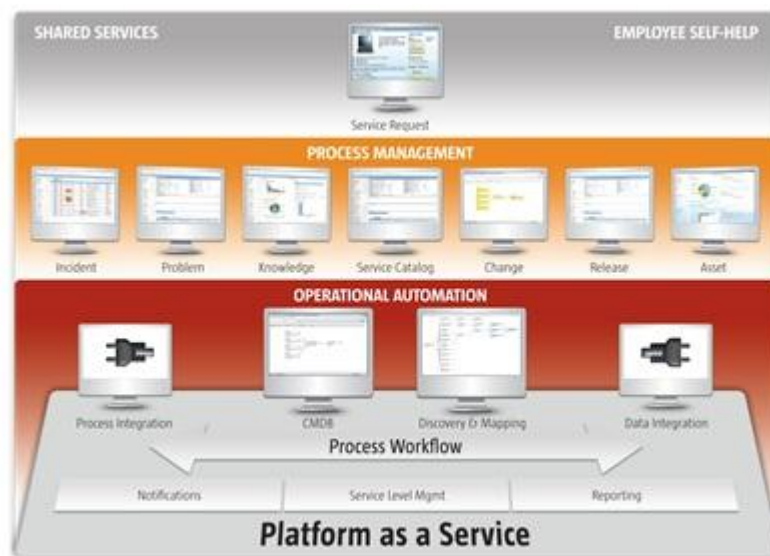 SHARED SERVICES EMPLOYEE SELF-HELP
Service Request
PROCESS MANAGEMENT
Incident Problem Knowledge Service Catalog Change Release Asset
OPERATIONAL AUTOMATION
Process Integration CMDB Discovery & Mapping Data Integration
Process Workflow
Notifications Service Level Mgmt Reporting
Platform as a Service